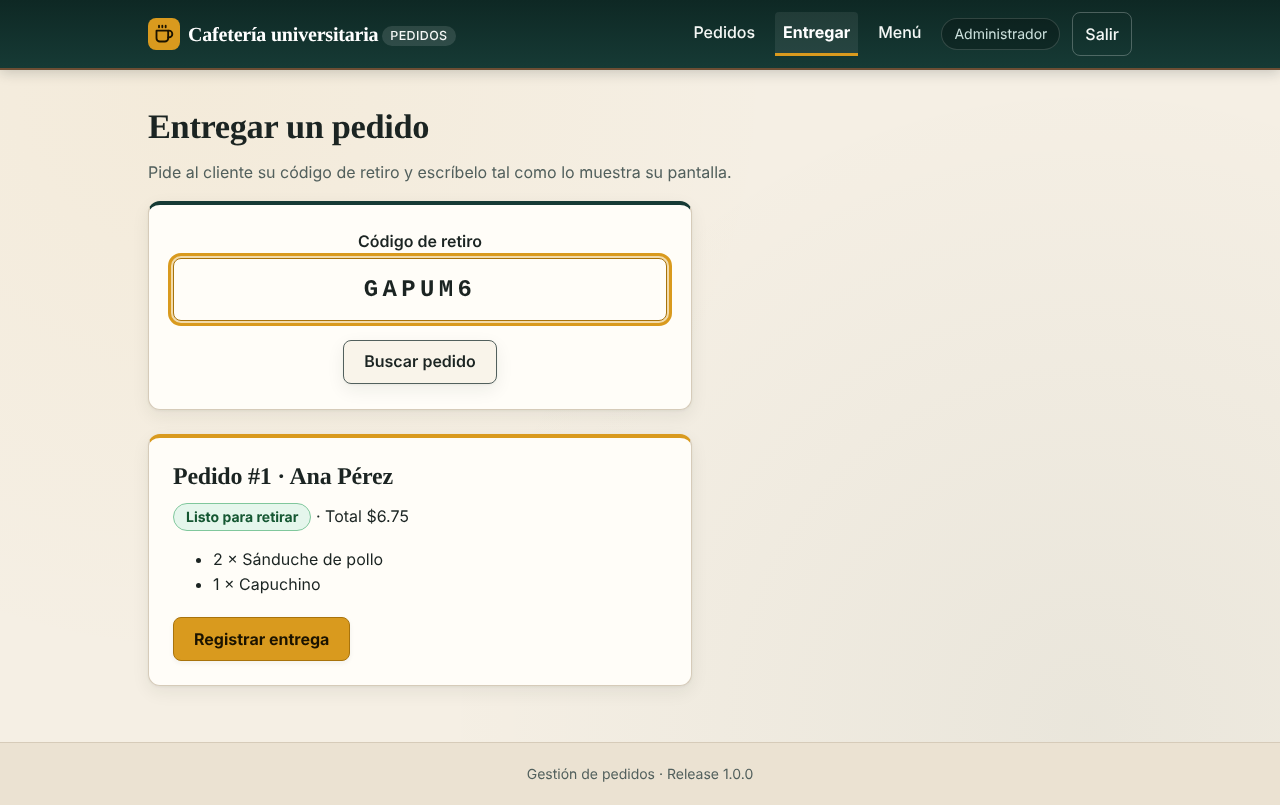 Cafetería universitaria PEDIDOS Pedidos Entregar Menú Administrador Salir
Entregar un pedido
Pide al cliente su código de retiro y escríbelo tal como lo muestra su pantalla.
Código de retiro
GAPUM6
Buscar pedido
Pedido #1 · Ana Pérez
Listo para retirar · Total $6.75
• 2 × Sánduche de pollo
• 1 × Capuchino
Registrar entrega
Gestión de pedidos · Release 1.0.0